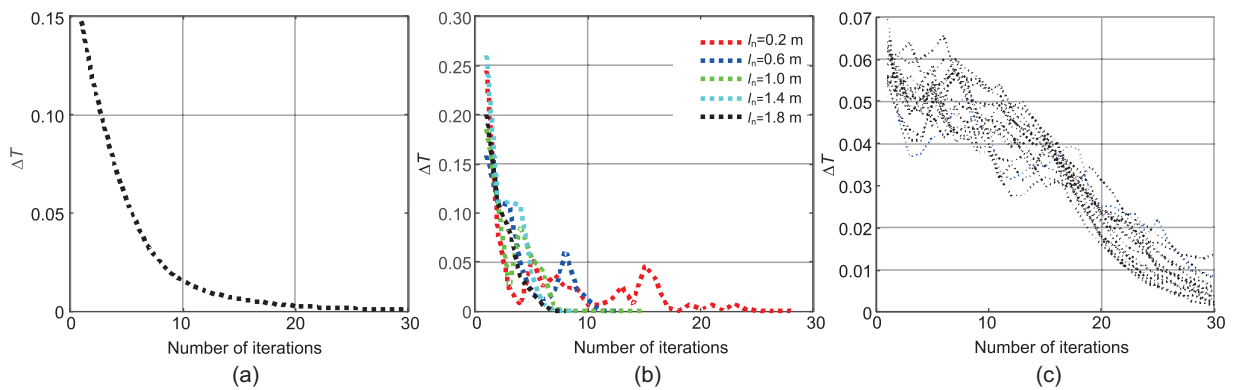 0.15
0.10
0.05
0
ΔT
0
10
20
30
Number of iterctions
(a)
0.30
0.25
0.20
0.15
0.10
0.05
0
ΔT
lₙ=0.2 m
lₙ=0.6 m
lₙ=1.0 m
lₙ=1.4 m
lₙ=1.8 m
0
10
20
30
Number of iterctions
(b)
0.07
0.06
0.05
0.04
0.03
0.02
0.01
0
ΔT
0
10
20
30
Number of iterctions
(c)